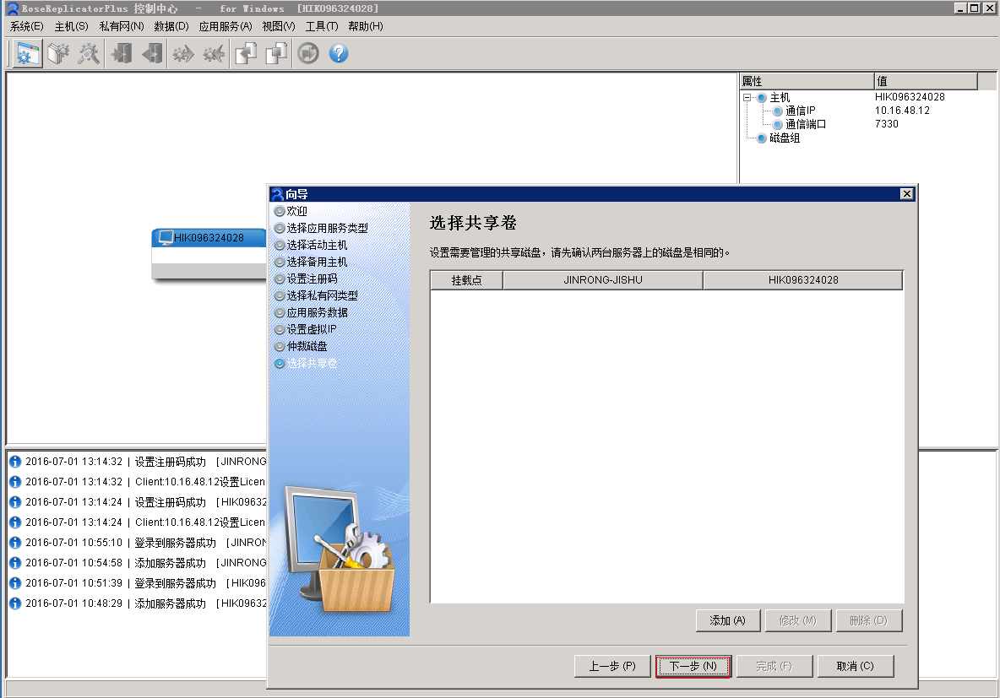 RoseReplicatorPlus 控制中心 - for Windows [HIK096324028]
系统(E) 主机(S) 私有网(N) 数据(D) 应用服务(A) 视图(V) 工具(T) 帮助(H)
属性 值
主机 HIK096324028
通信IP 10.16.48.12
通信端口 7330
磁盘组
HIK096324028
向导
欢迎
选择应用服务类型
选择活动主机
选择备用主机
设置注册码
选择私有网类型
应用服务数据
设置虚拟IP
仲裁磁盘
选择共享卷
选择共享卷
设置需要管理的共享磁盘，请先确认两台服务器上的磁盘是相同的。
挂载点 JINRONG-JISHU HIK096324028
添加 (A) 修改 (M) 删除 (D)
上一步 (P) 下一步 (N) 完成 (F) 取消 (C)
2016-07-01 13:14:32 | 设置注册码成功 [JINRONG
2016-07-01 13:14:32 | Client:10.16.48.12设置Licen
2016-07-01 13:14:24 | 设置注册码成功 [HIK09632
2016-07-01 13:14:24 | Client:10.16.48.12设置Licen
2016-07-01 10:55:10 | 登录到服务器成功 [JINRON
2016-07-01 10:54:58 | 添加服务器成功 [JINRONG
2016-07-01 10:51:39 | 登录到服务器成功 [HIK096
2016-07-01 10:48:29 | 添加服务器成功 [HIK09632